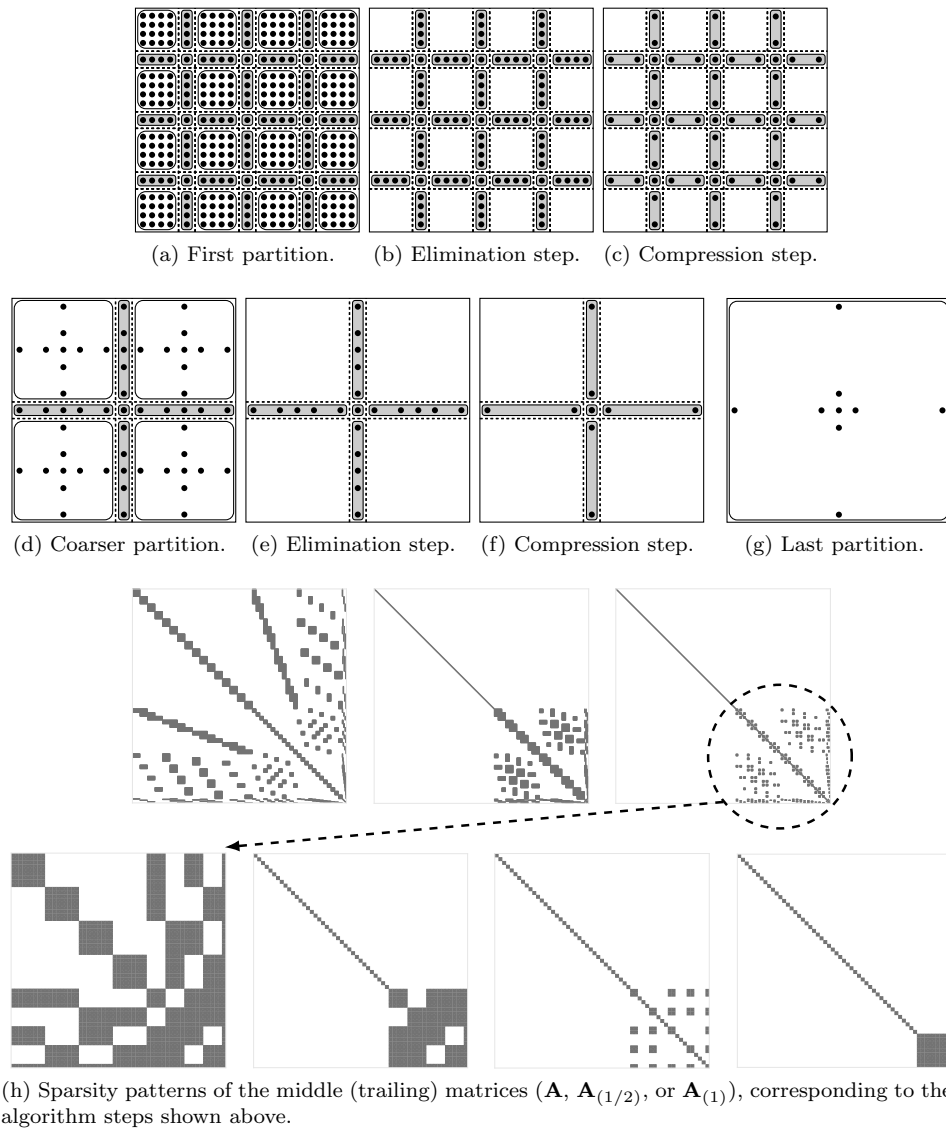 (a) First partition.
(b) Elimination step.
(c) Compression step.
(d) Coarser partition.
(e) Elimination step.
(f) Compression step.
(g) Last partition.
(h) Sparsity patterns of the middle (trailing) matrices (A, A(1/2), or A(1)), corresponding to the
algorithm steps shown above.